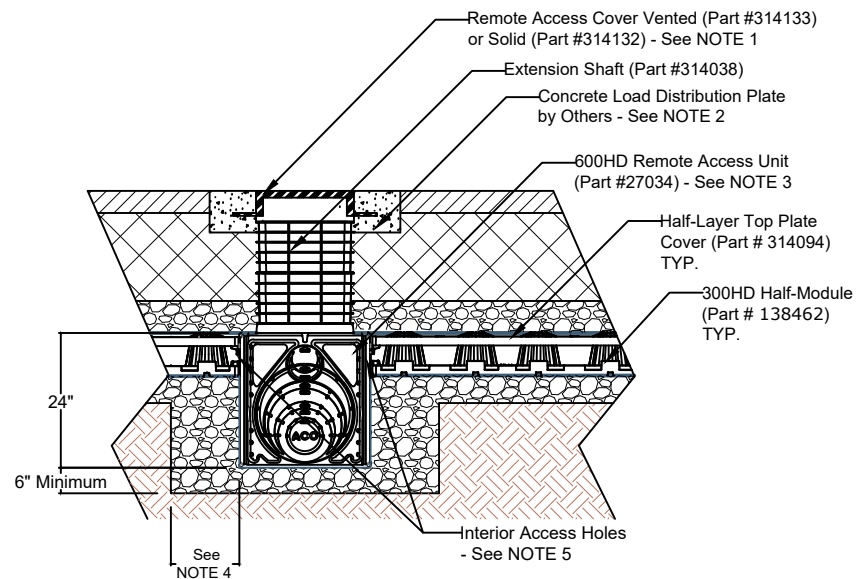 Remote Access Cover Vented (Part #314133)
or Solid (Part #314132) - See NOTE 1
Extension Shaft (Part #314038)
Concrete Load Distribution Plate
by Others - See NOTE 2
600HD Remote Access Unit
(Part #27034) - See NOTE 3
Half-Layer Top Plate
Cover (Part # 314094)
TYP.
300HD Half-Module
(Part # 138462)
TYP.
24"
ACO
6" Minimum
Interior Access Holes
- See NOTE 5
See
NOTE 4